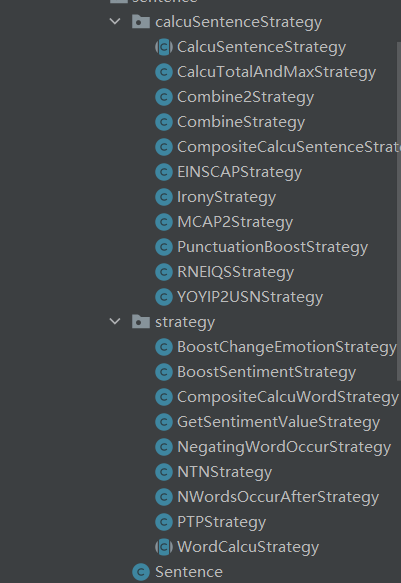 sentence
calcuSentenceStrategy
CalcuSentenceStrategy
CalcuTotalAndMaxStrategy
Combine2Strategy
CombineStrategy
CompositeCalcuSentenceStrat
EINSCAPStrategy
IronyStrategy
MCAP2Strategy
PunctuationBoostStrategy
RNEIQSStrategy
YOYIP2USNStrategy
strategy
BoostChangeEmotionStrategy
BoostSentimentStrategy
CompositeCalcuWordStrategy
GetSentimentValueStrategy
NegatingWordOccurStrategy
NTNStrategy
NWordsOccurAfterStrategy
PTPStrategy
WordCalcuStrategy
Sentence